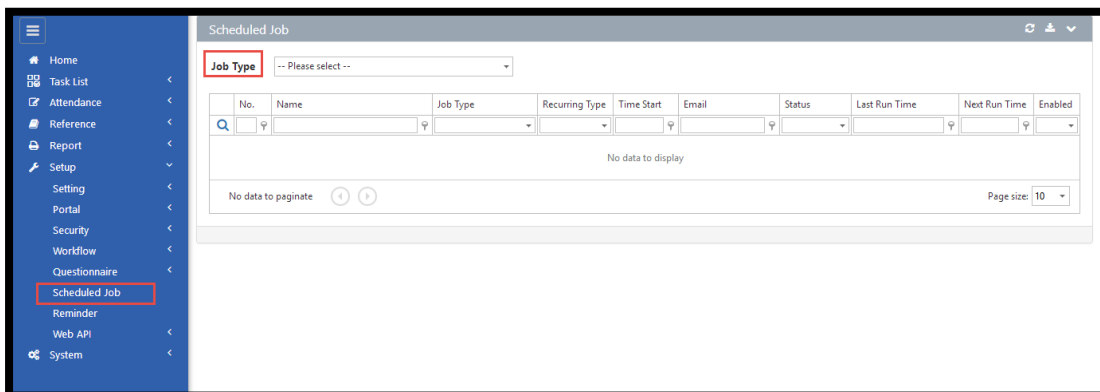 Scheduled Job
Home
Task List
Attendance
Reference
Report
Setup
Setting
Portal
Security
Workflow
Questionnaire
Scheduled Job
Reminder
Web API
System
Job Type
-- Please select --
No. Name Job Type Recurring Type Time Start Email Status Last Run Time Next Run Time Enabled
No data to display
No data to paginate Page size: 10